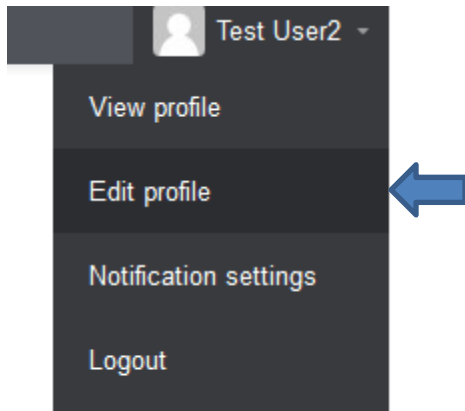 Test User2
View profile
Edit profile
Notification settings
Logout